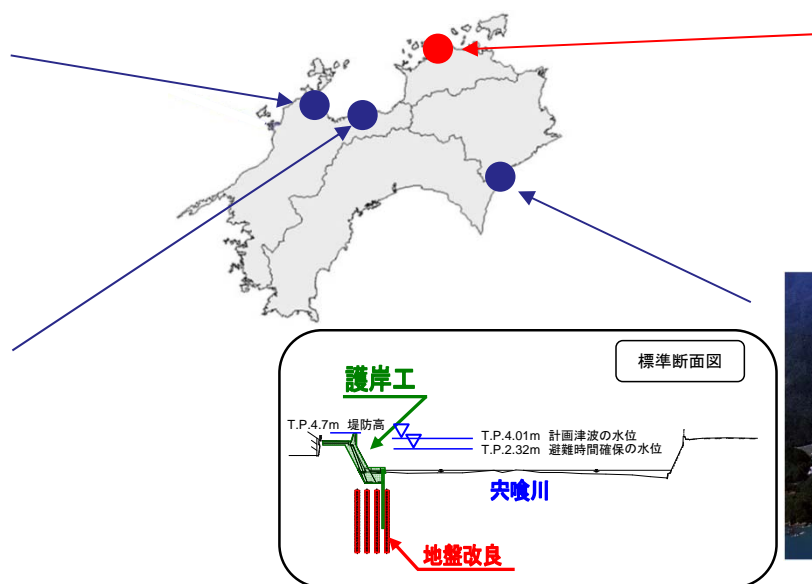 標準断面図
護岸工
T.P.4.7m 堤防高
T.P.4.01m 計画津波の水位
T.P.2.32m 避難時間確保の水位
宍喰川
地盤改良